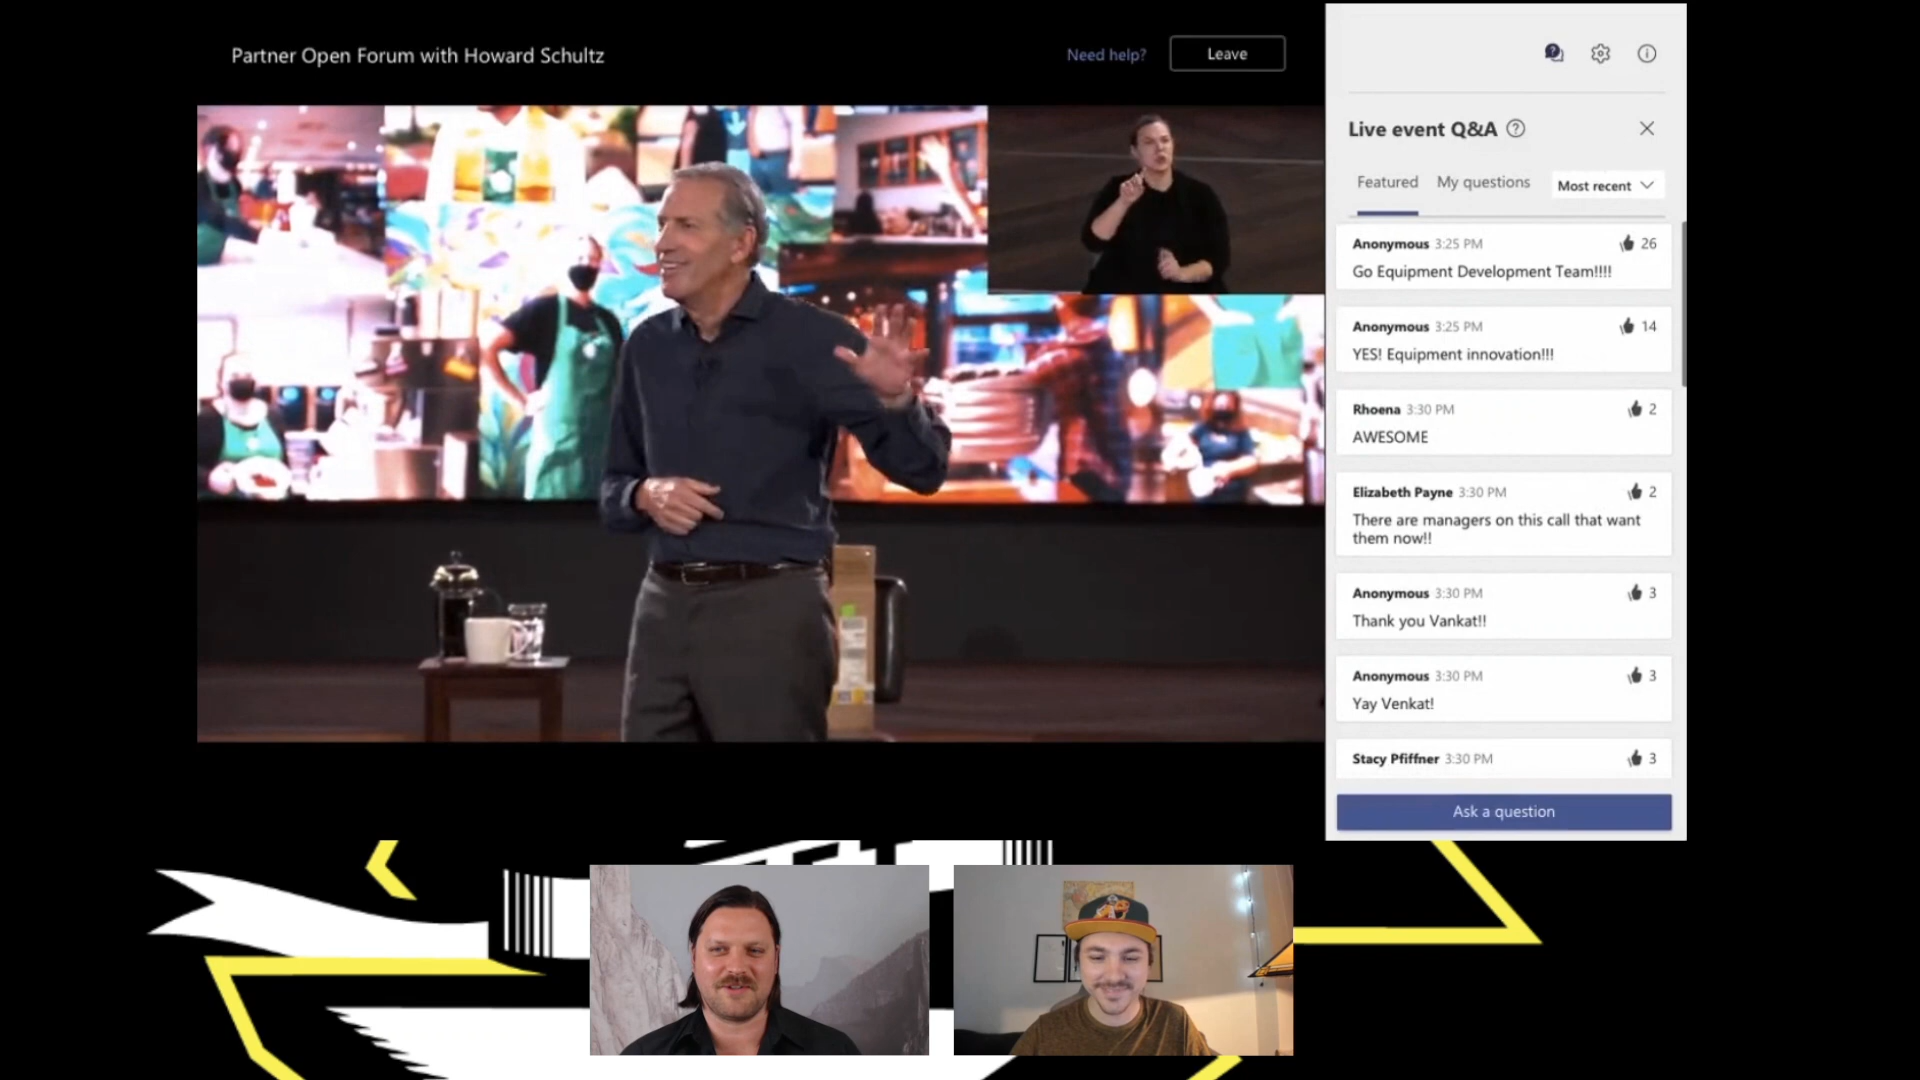 Partner Open Forum with Howard Schultz
Need help?
Leave
Live event Q&A
Featured
My questions
Most recent
Anonymous 3:25 PM 26
Go Equipment Development Team!!!!
Anonymous 3:25 PM 14
YES! Equipment innovation!!!
Rhoena 3:30 PM 2
AWESOME
Elizabeth Payne 3:30 PM 2
There are managers on this call that want
them now!!
Anonymous 3:30 PM 3
Thank you Vankat!!
Anonymous 3:30 PM 3
Yay Venkat!
Stacy Pfiffner 3:30 PM 3
Ask a question